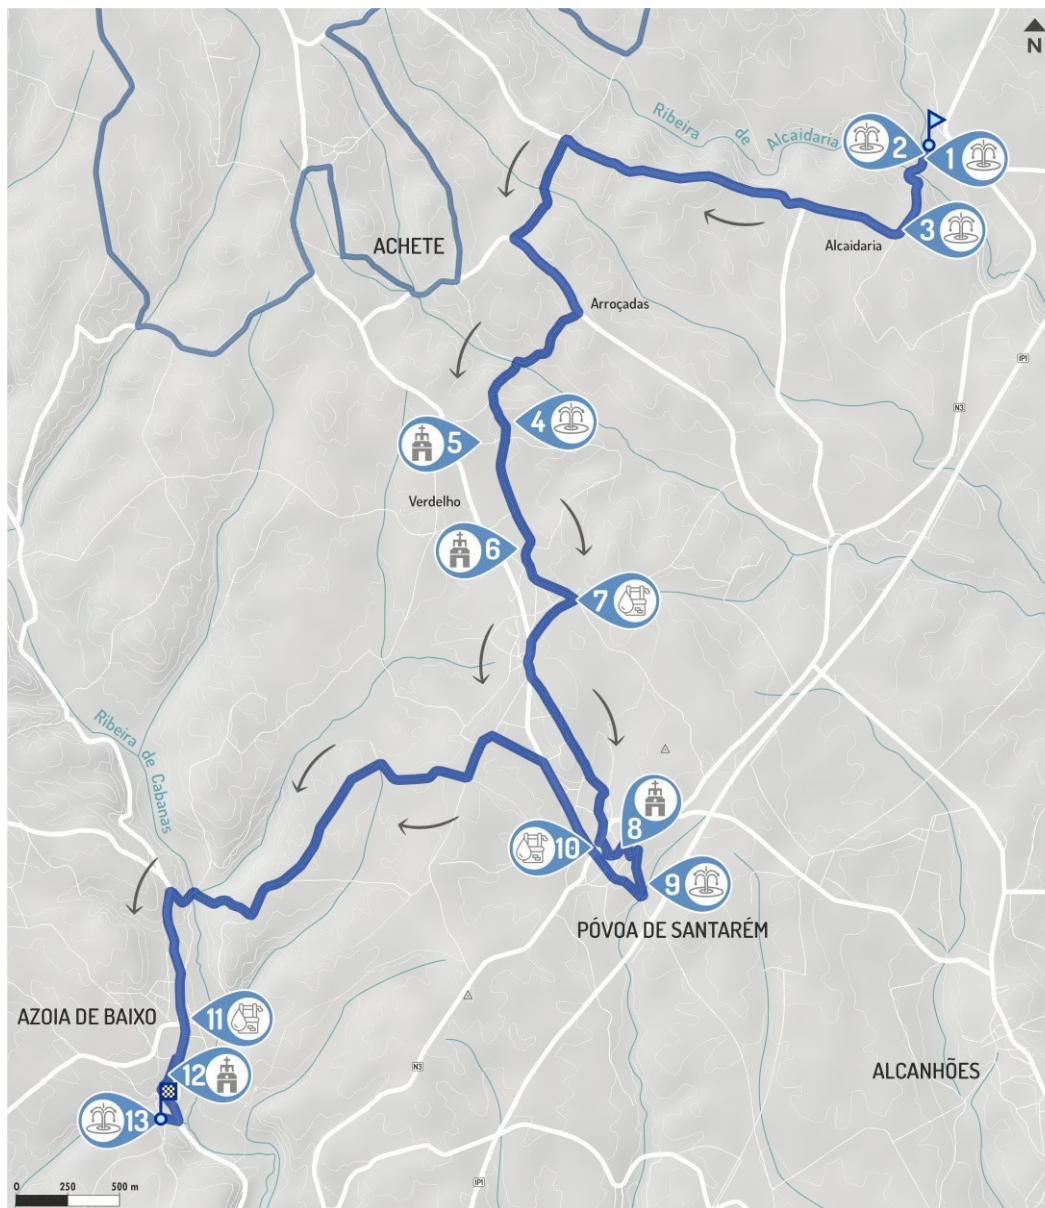 N
Ribeira de Alcaidaria
2
1
3
Alcaidaria
ACHETE
Arroçadas
IP1
N3
4
5
Verdelho
6
7
Ribeira de Cabanas
8
10
9
PÓVOA DE SANTARÉM
11
AZOIA DE BAIXO
12
N3
ALCANHÕES
13
IP1
0 250 500 m